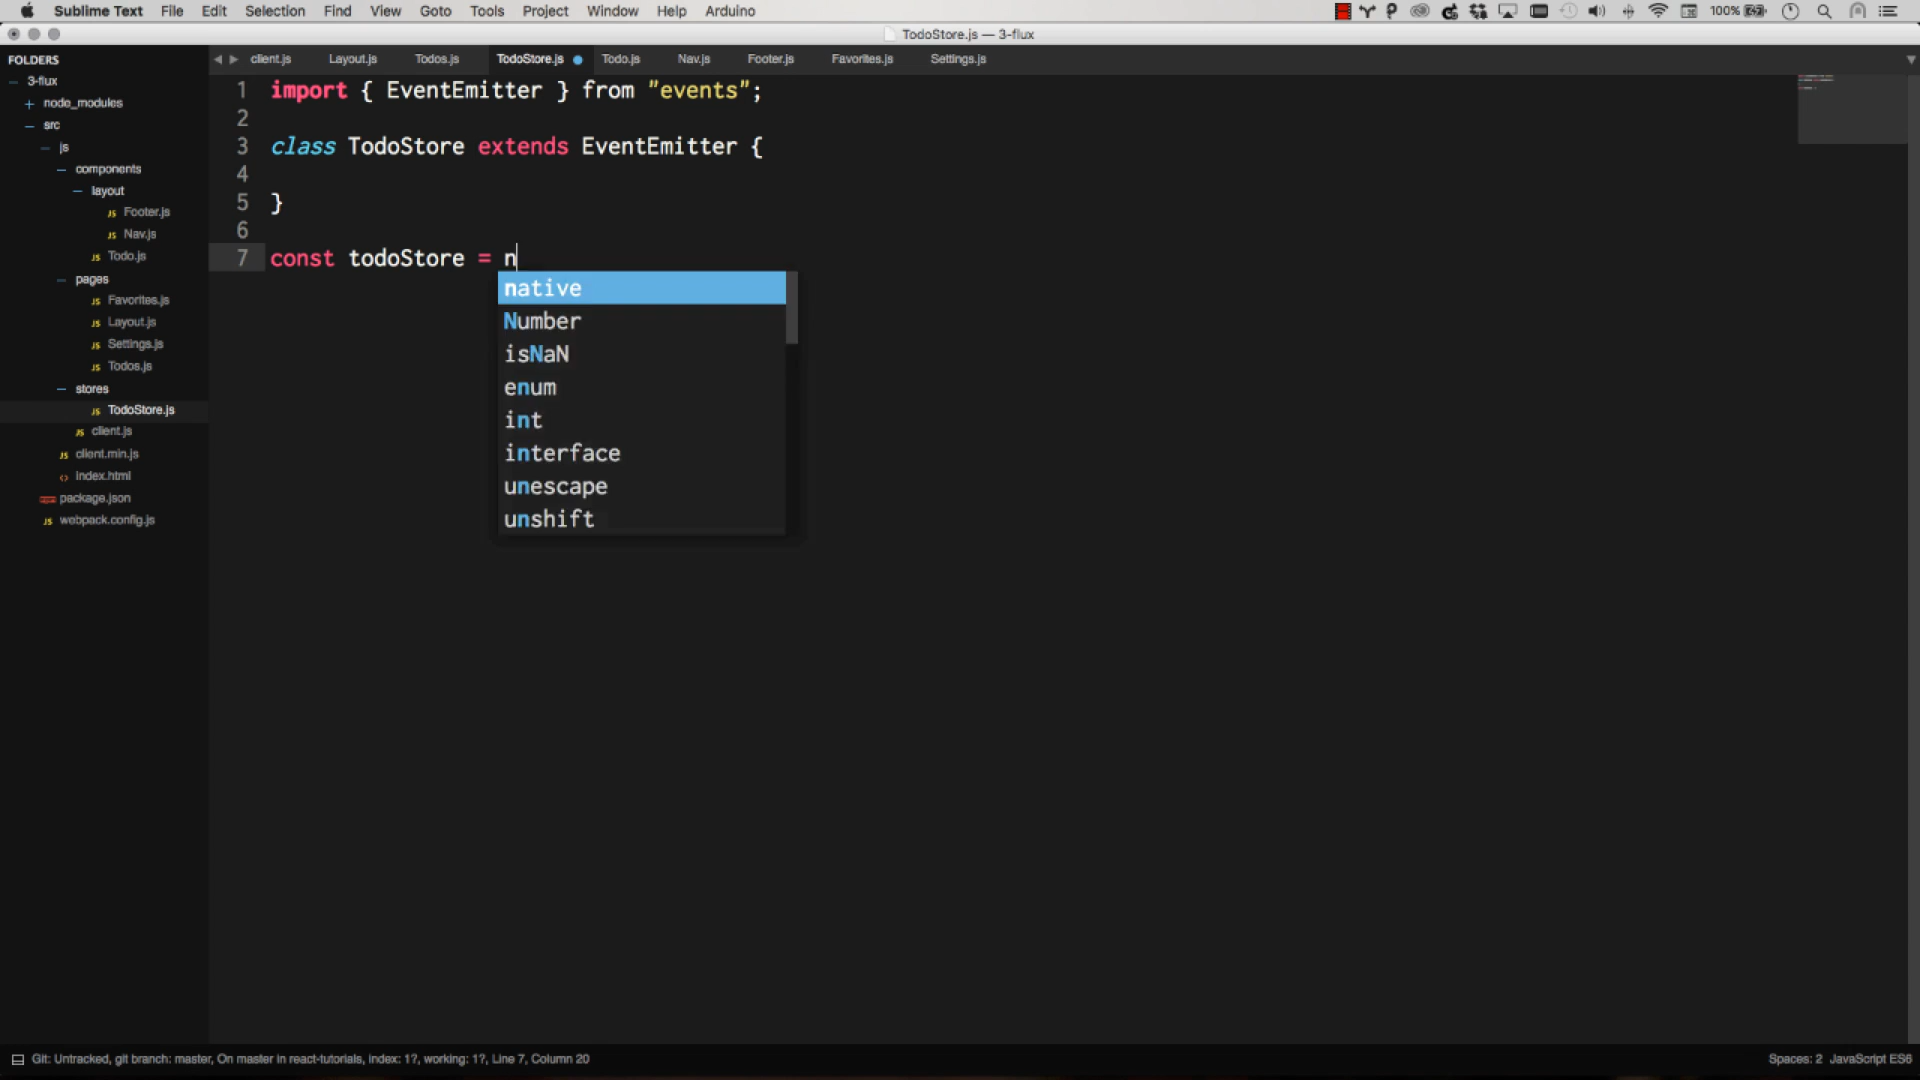 Sublime Text File Edit Selection Find View Goto Tools Project Window Help Arduino 100%
TodoStore.js — 3-flux
FOLDERS
3-flux
node_modules
src
js
components
layout
Footer.js
Nav.js
Todo.js
pages
Favorites.js
Layout.js
Settings.js
Todos.js
stores
TodoStore.js
client.js
client.min.js
index.html
package.json
webpack.config.js
client.js Layout.js Todos.js TodoStore.js Todo.js Nav.js Footer.js Favorites.js Settings.js
1 import { EventEmitter } from "events";
2
3 class TodoStore extends EventEmitter {
4
5 }
6
7 const todoStore = n
native
Number
isNaN
enum
int
interface
unescape
unshift
Git: Untracked, git branch: master, On master in react-tutorials, index: 1?, working: 1?, Line 7, Column 20
Spaces: 2 JavaScript ES6